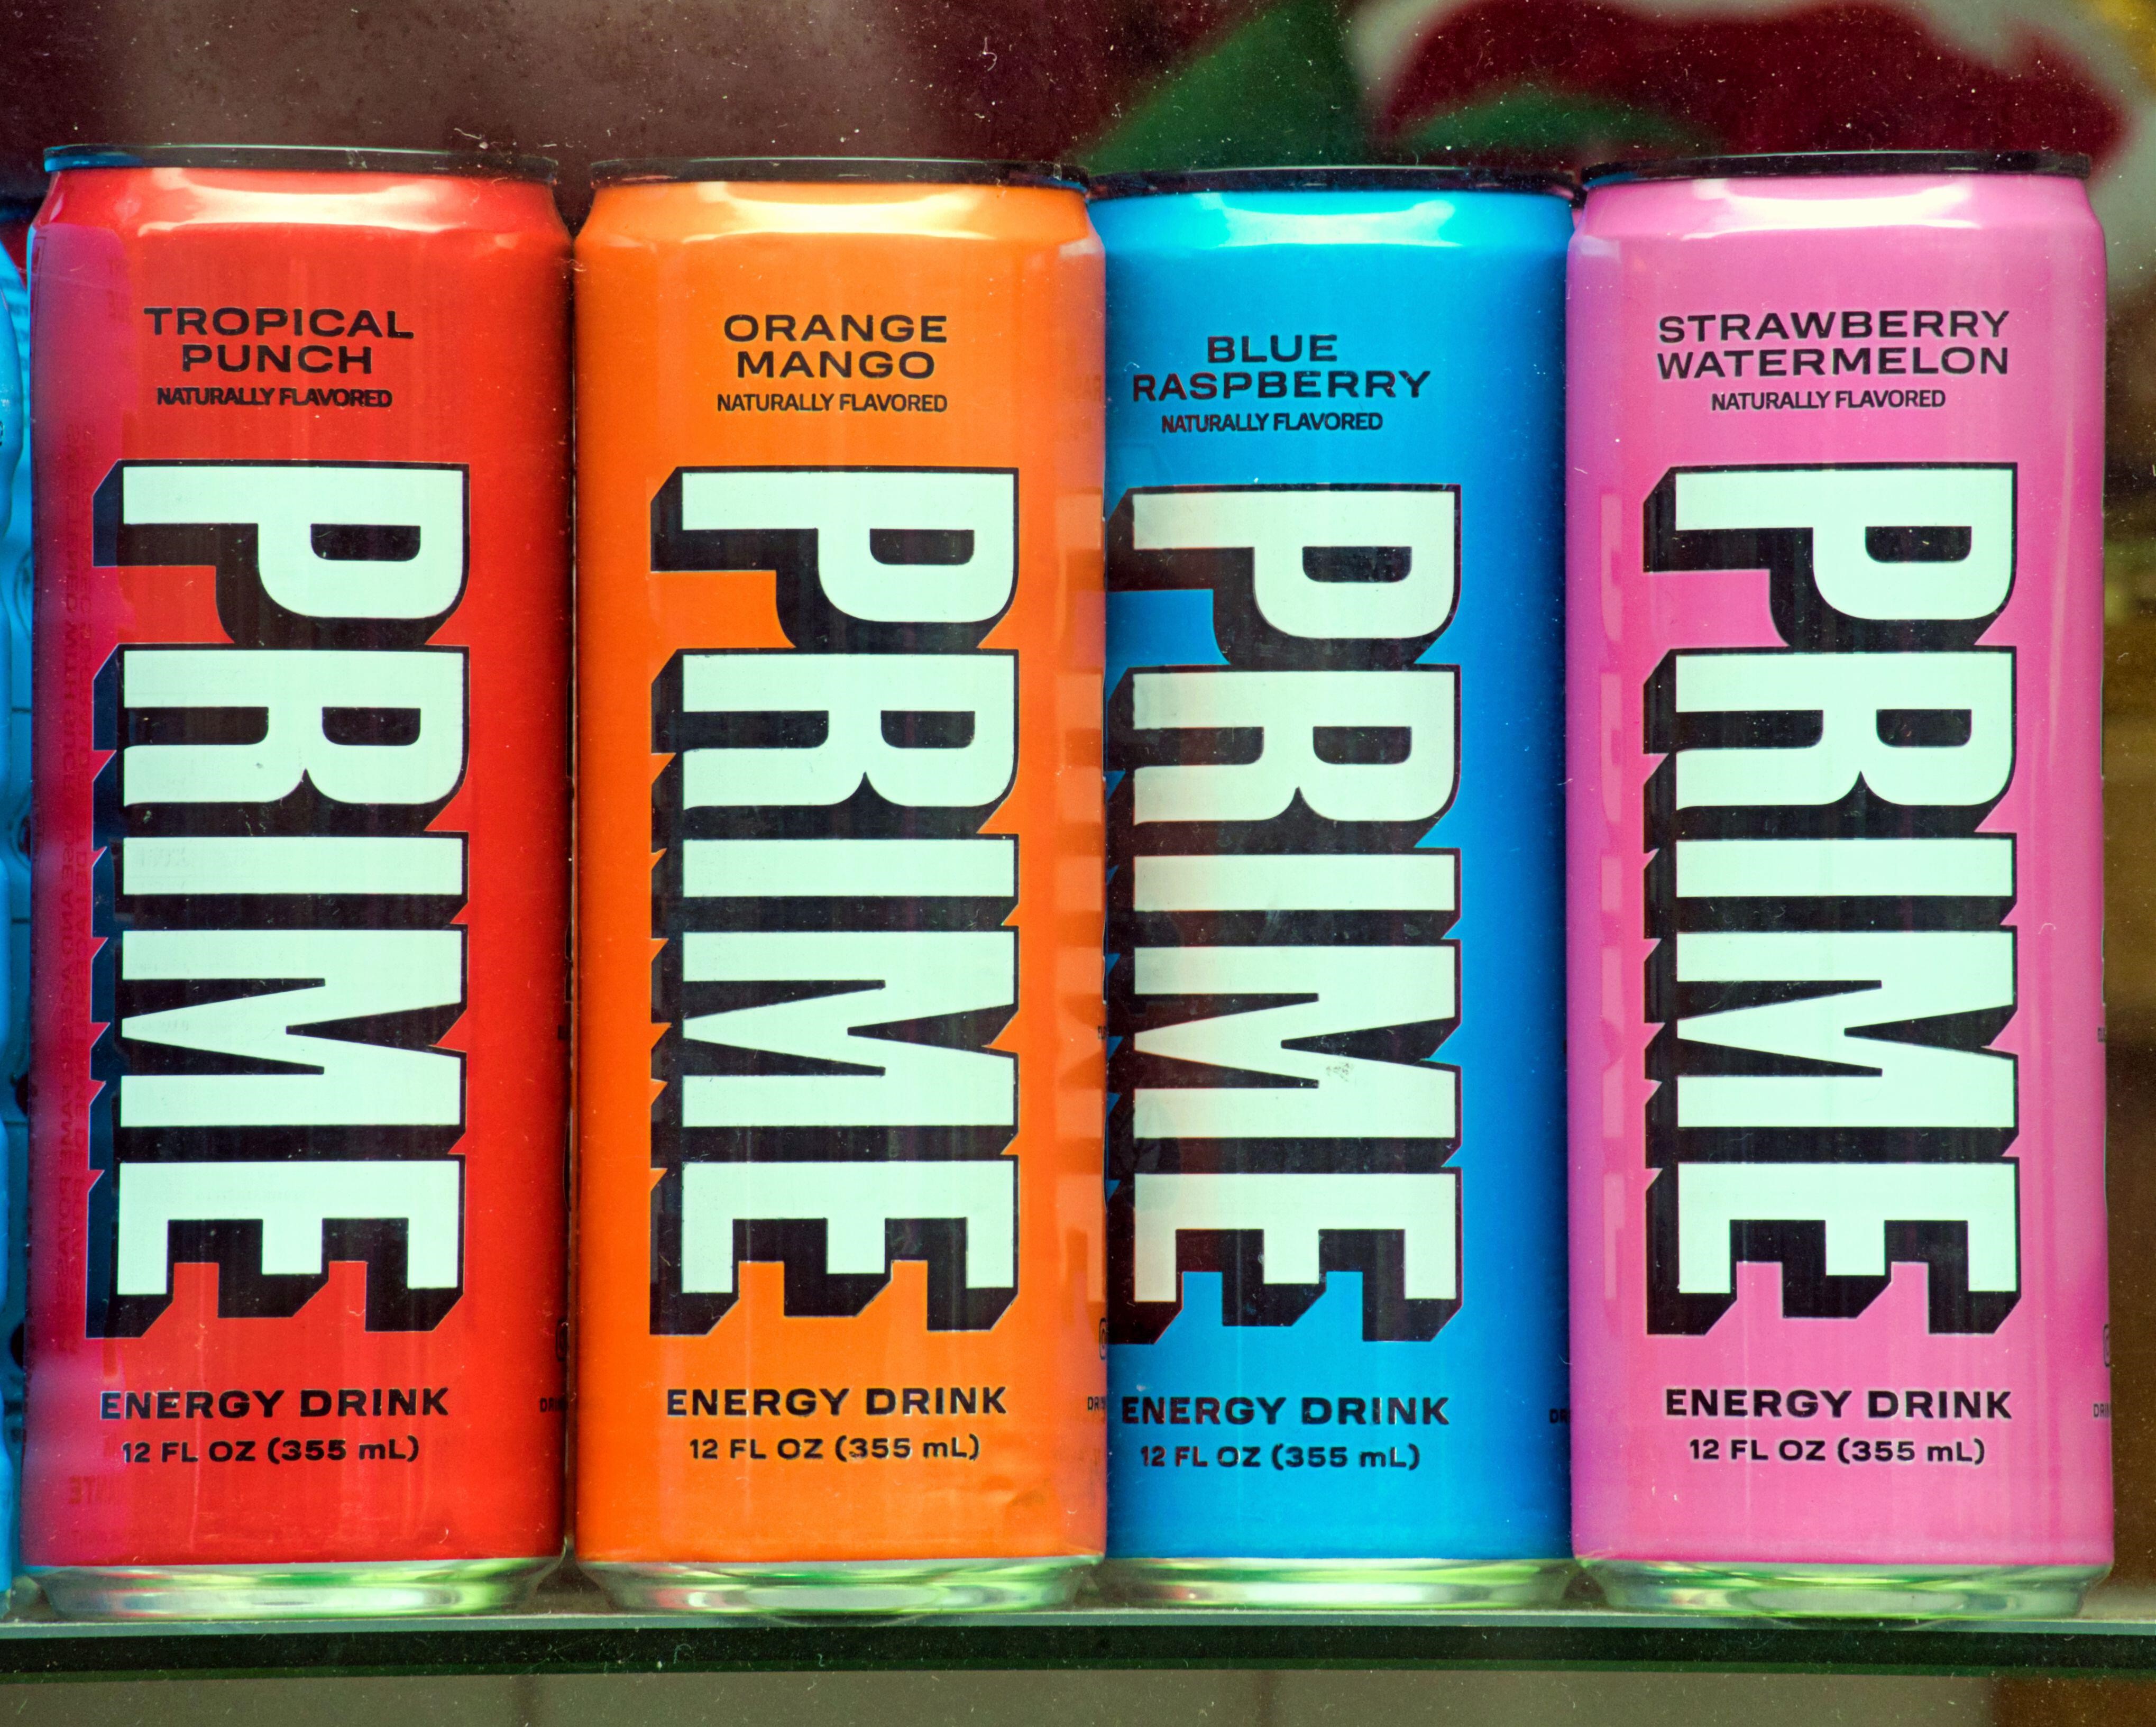 TROPICAL
PUNCH
NATURALLY FLAVORED
PRIME
ENERGY DRINK
12 FL OZ (355 mL)
ORANGE
MANGO
NATURALLY FLAVORED
PRIME
ENERGY DRINK
12 FL OZ (355 mL)
BLUE
RASPBERRY
NATURALLY FLAVORED
PRIME
ENERGY DRINK
12 FL OZ (355 mL)
STRAWBERRY
WATERMELON
NATURALLY FLAVORED
PRIME
ENERGY DRINK
12 FL OZ (355 mL)